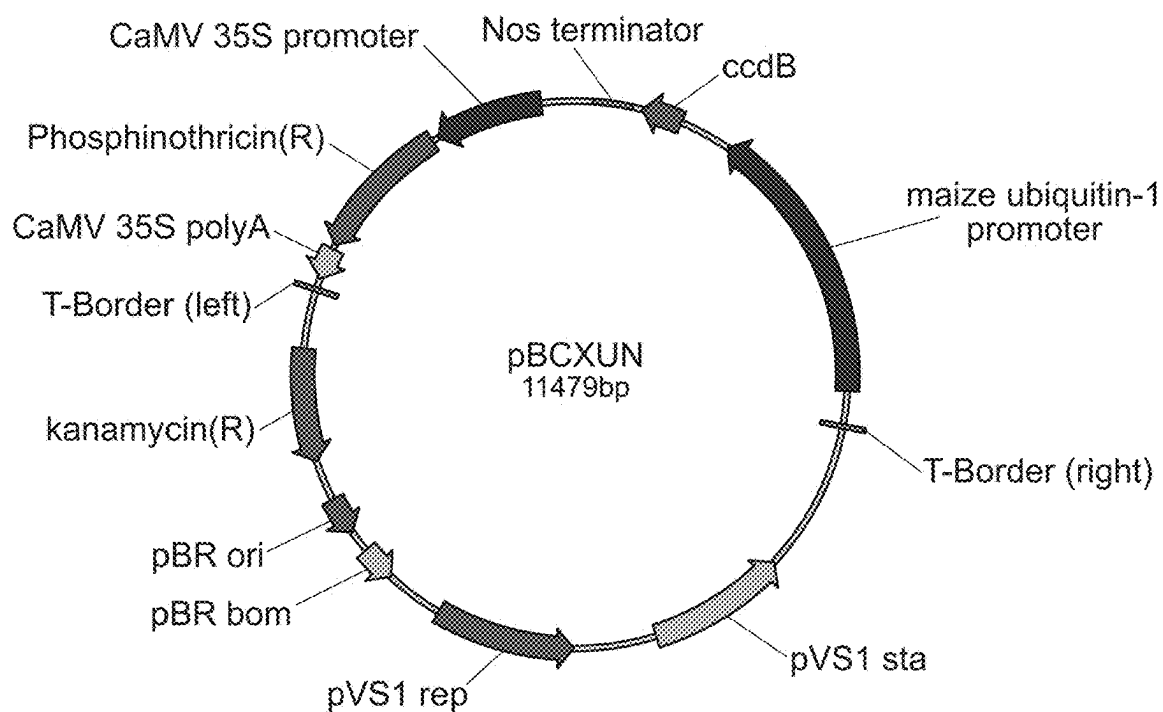 CaMV 35S promoter
Nos terminator
ccdB
Phosphinothricin(R)
maize ubiquitin-1
promoter
CaMV 35S polyA
T-Border (left)
pBCXUN
11479bp
kanamycin(R)
T-Border (right)
pBR ori
pBR bom
pVS1 sta
pVS1 rep